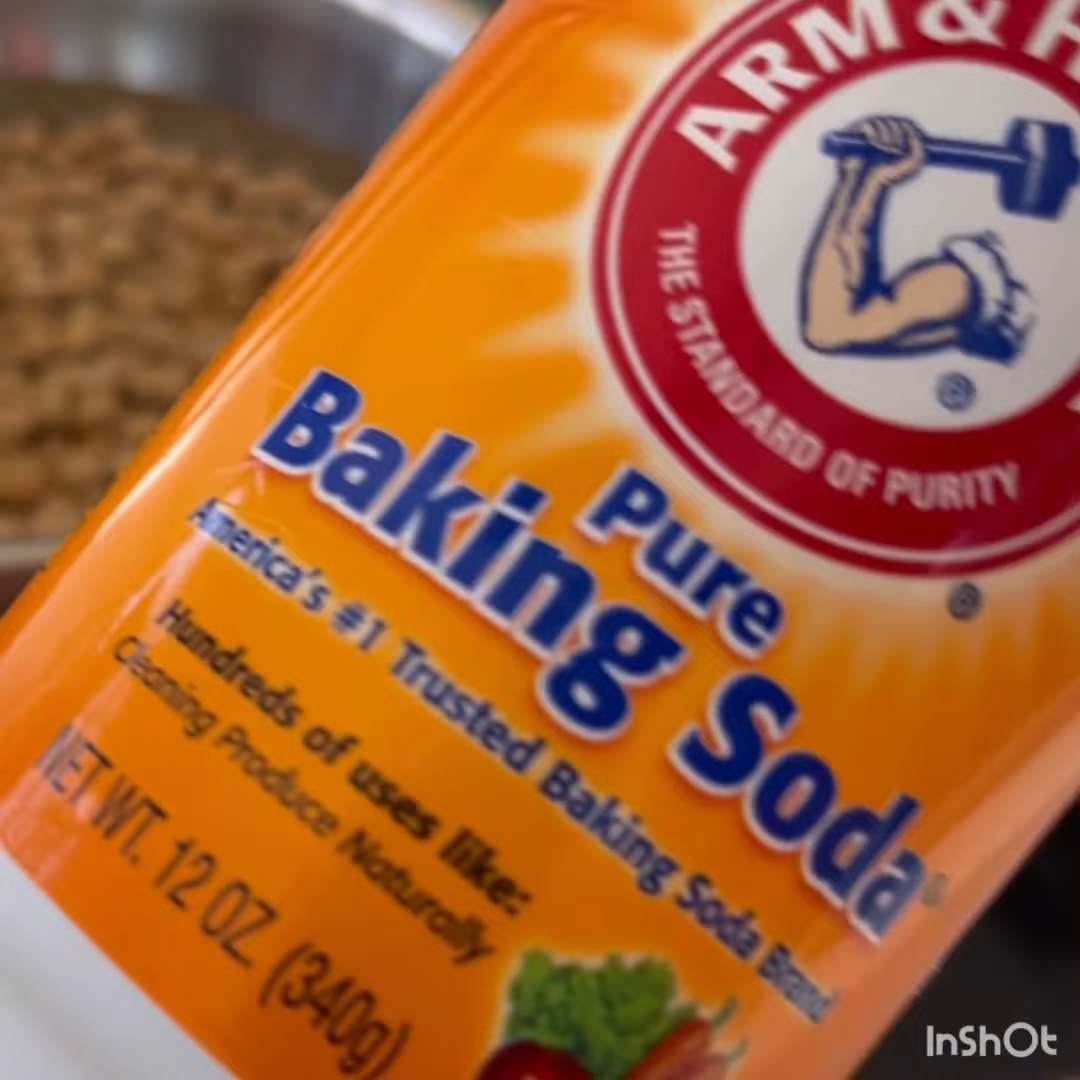 ARM & H
THE STANDARD OF PURITY
®
®
Pure
Baking Soda®
America's #1 Trusted Baking Soda Brand
Hundreds of uses like:
Cleaning Produce Naturally
NET WT. 12 OZ. (340g)
InShOt